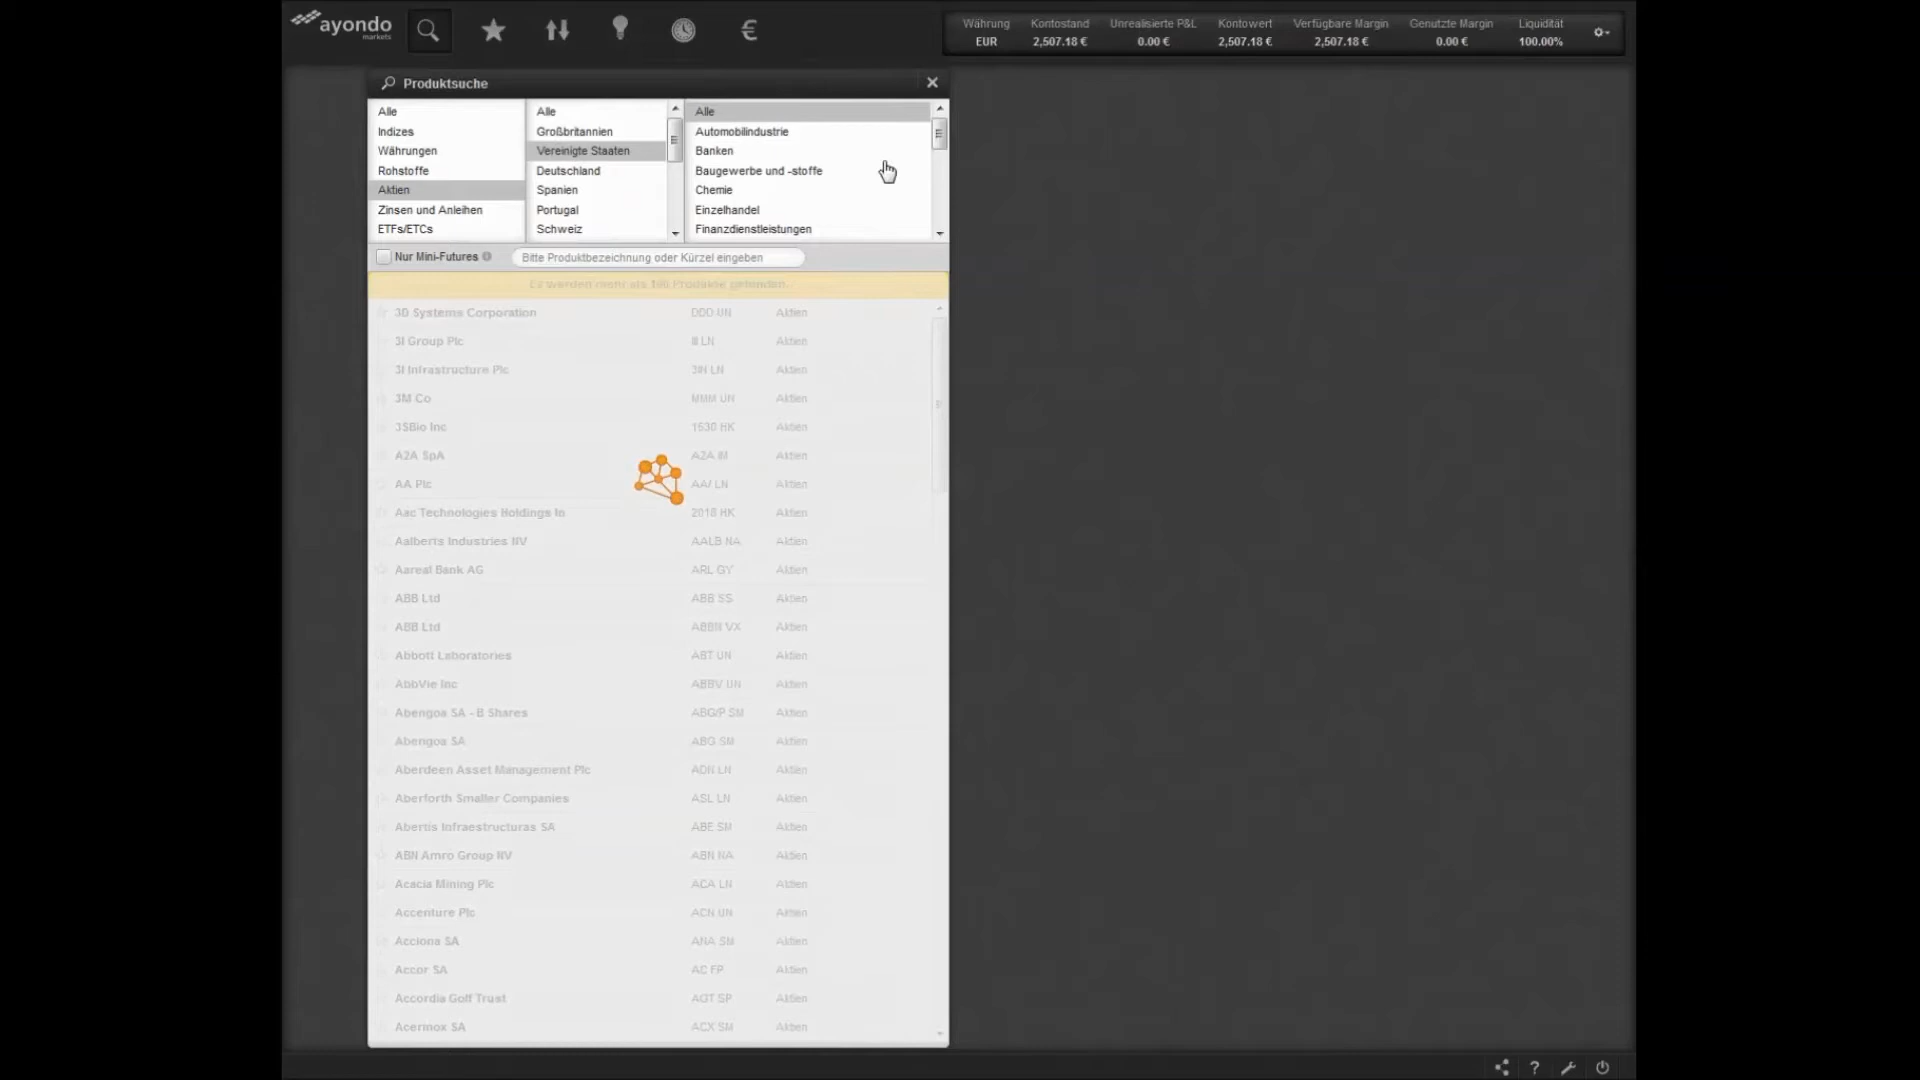 ayondo
markets
€
Währung Kontostand Unrealisierte P&L Kontowert Verfügbare Margin Genutzte Margin Liquidität
EUR 2,507.18 € 0.00 € 2,507.18 € 2,507.18 € 0.00 € 100.00%
Produktsuche
Alle Alle Alle
Indizes Großbritannien Automobilindustrie
Währungen Vereinigte Staaten Banken
Rohstoffe Deutschland Baugewerbe und -stoffe
Aktien Spanien Chemie
Zinsen und Anleihen Portugal Einzelhandel
ETFs/ETCs Schweiz Finanzdienstleistungen
Nur Mini-Futures Bitte Produktbezeichnung oder Kürzel eingeben
Es werden mehr als 100 Produkte gefunden.
3D Systems Corporation DDD UN Aktien
3I Group Plc III LN Aktien
3I Infrastructure Plc 3IN LN Aktien
3M Co MMM UN Aktien
3SBio Inc 1530 HK Aktien
A2A SpA A2A IM Aktien
AA Plc AA/ LN Aktien
Aac Technologies Holdings In 2018 HK Aktien
Aalberts Industries NV AALB NA Aktien
Aareal Bank AG ARL GY Aktien
ABB Ltd ABB SS Aktien
ABB Ltd ABBN VX Aktien
Abbott Laboratories ABT UN Aktien
AbbVie Inc ABBV UN Aktien
Abengoa SA - B Shares ABG/P SM Aktien
Abengoa SA ABG SM Aktien
Aberdeen Asset Management Plc ADN LN Aktien
Aberforth Smaller Companies ASL LN Aktien
Abertis Infraestructuras SA ABE SM Aktien
ABN Amro Group NV ABN NA Aktien
Acacia Mining Plc ACA LN Aktien
Accenture Plc ACN UN Aktien
Acciona SA ANA SM Aktien
Accor SA AC FP Aktien
Accordia Golf Trust AGT SP Aktien
Acerinox SA ACX SM Aktien
?